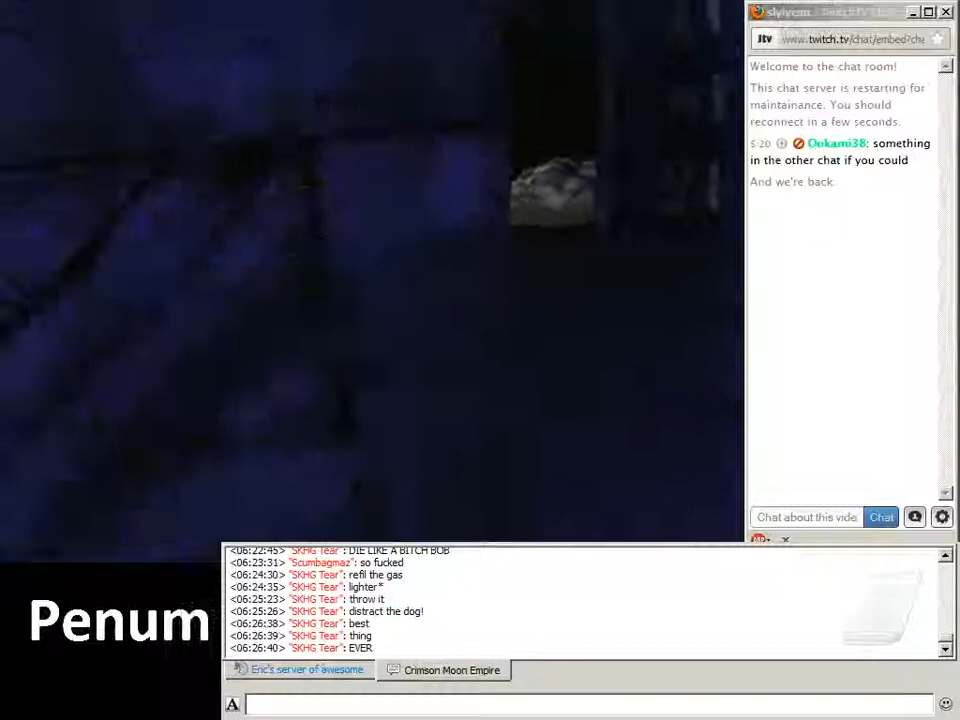 www.twitch.tv/chat/embed?cha
Welcome to the chat room!
This chat server is restarting for
maintainance. You should
reconnect in a few seconds.
5:20 Ookami38: something
in the other chat if you could
And we're back.
Chat about this vide
Chat
<06:22:45> "SKHG Tear": DIE LIKE A BITCH BOB
<06:23:31> "Scumbagmaz": so fucked
<06:24:30> "SKHG Tear": refil the gas
<06:24:35> "SKHG Tear": lighter*
<06:25:23> "SKHG Tear": throw it
<06:25:26> "SKHG Tear": distract the dog!
<06:26:38> "SKHG Tear": best
<06:26:39> "SKHG Tear": thing
<06:26:40> "SKHG Tear": EVER
Penum
Eric's server of awesome
Crimson Moon Empire
A